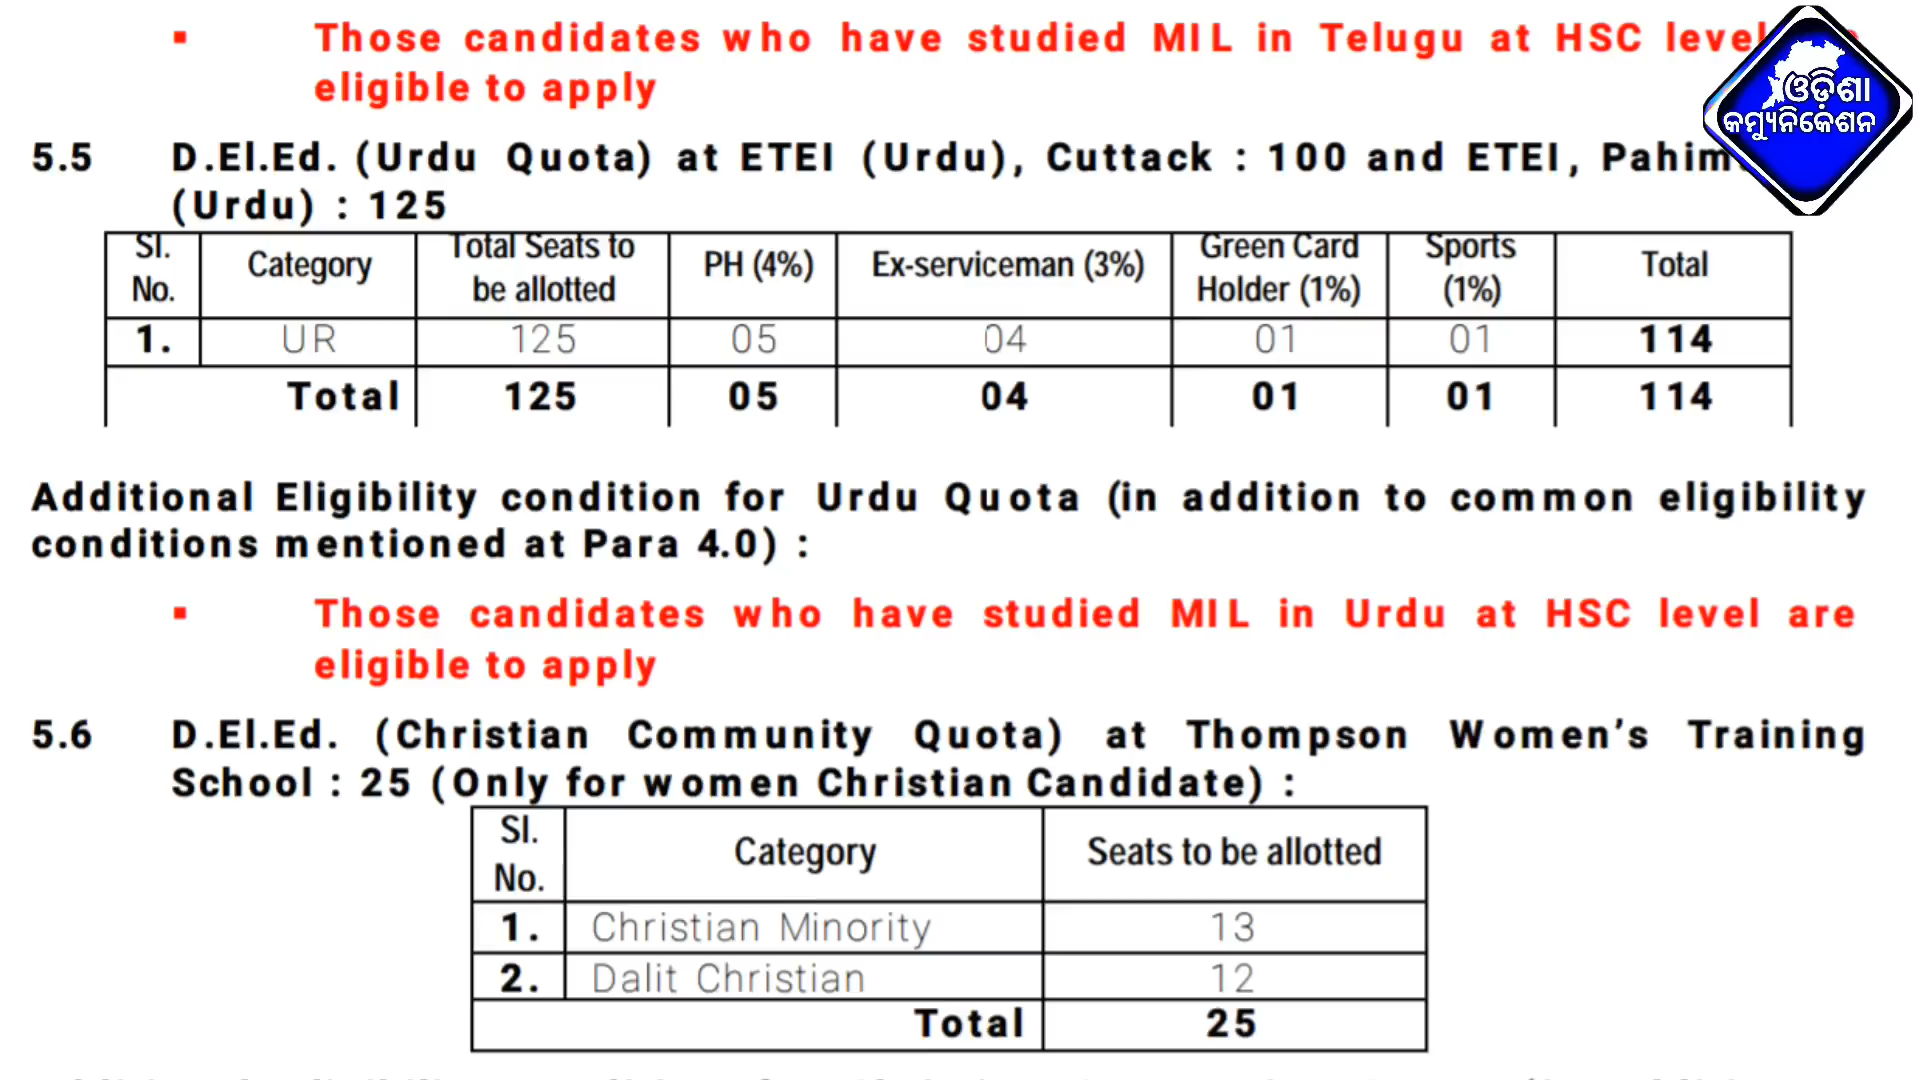 ▪ Those candidates who have studied MIL in Telugu at HSC level
eligible to apply
ଓଡ଼ିଶା
କମ୍ୟୁନିକେଶନ
5.5 D.El.Ed. (Urdu Quota) at ETEI (Urdu), Cuttack : 100 and ETEI,
(Urdu) : 125
Sl. No. Category Total Seats to be allotted PH (4%) Ex-serviceman (3%) Green Card Holder (1%) Sports (1%) Total
1. UR 125 05 04 01 01 114
Total 125 05 04 01 01 114
Additional Eligibility condition for Urdu Quota (in addition to common eligibility
conditions mentioned at Para 4.0) :
▪ Those candidates who have studied MIL in Urdu at HSC level are
eligible to apply
5.6 D.El.Ed. (Christian Community Quota) at Thompson Women's Training
School : 25 (Only for women Christian Candidate) :
Sl. No. Category Seats to be allotted
1. Christian Minority 13
2. Dalit Christian 12
Total 25